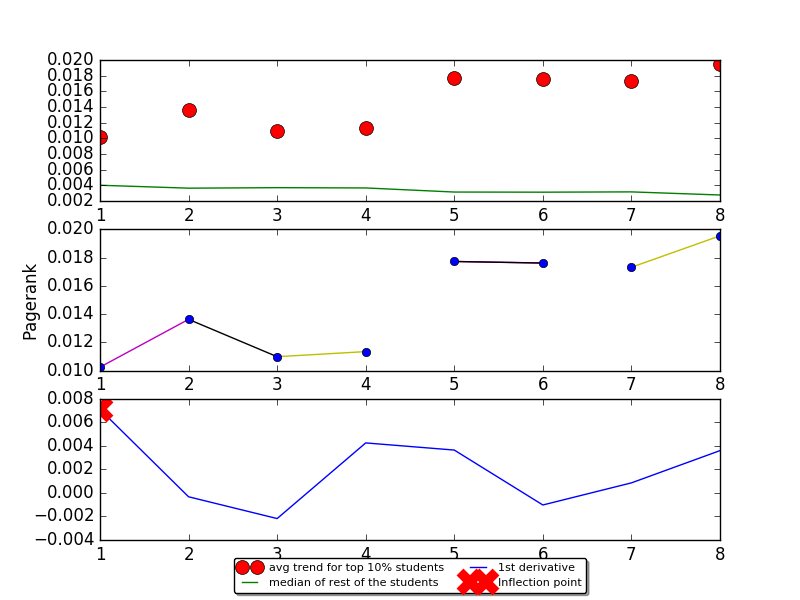 0.020
0.018
0.016
0.014
0.012
0.010
0.008
0.006
0.004
0.002
1 2 3 4 5 6 7 8
0.020
0.018
0.016
0.014
0.012
0.010
1 2 3 4 5 6 7 8
Pagerank
0.008
0.006
0.004
0.002
0.000
−0.002
−0.004
1 2 3 4 5 6 7 8
avg trend for top 10% students
median of rest of the students
1st derivative
Inflection point